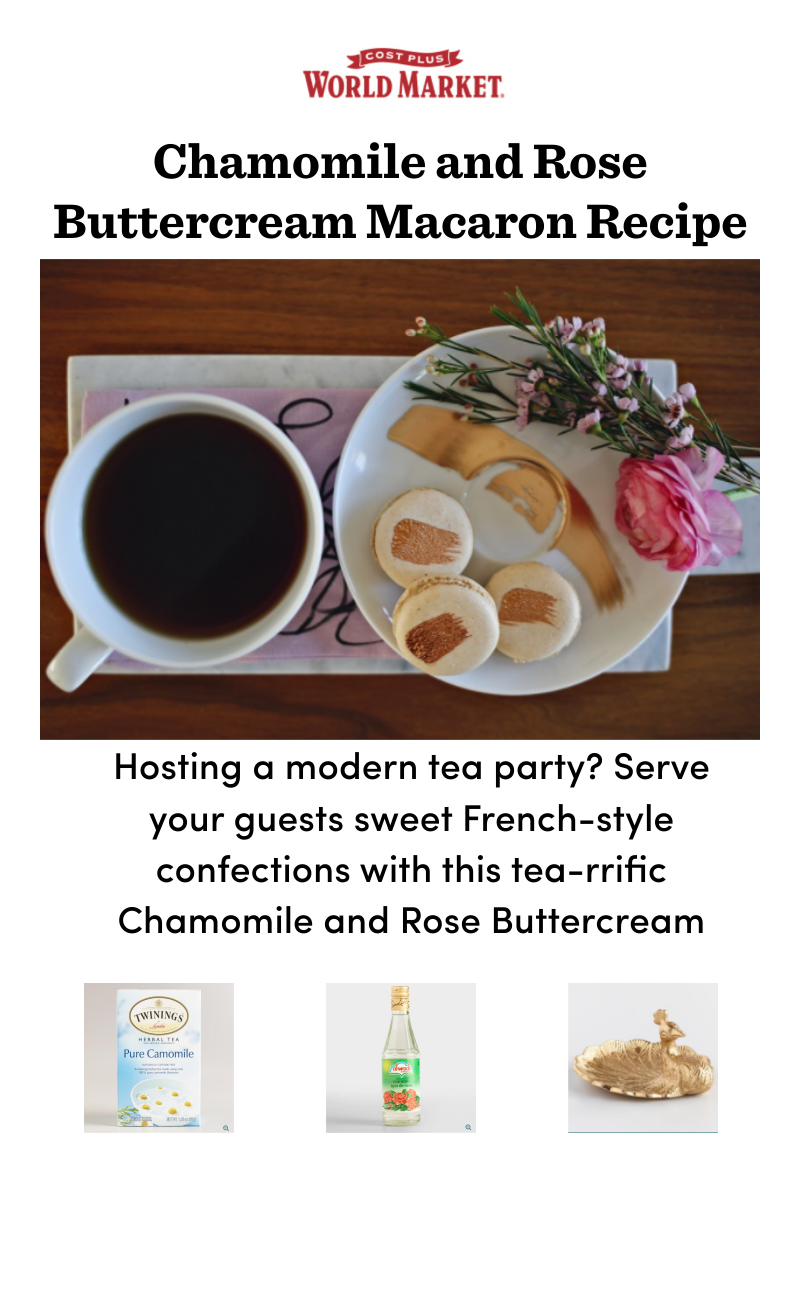 COST PLUS
WORLD MARKET.
Chamomile and Rose
Buttercream Macaron Recipe
Hosting a modern tea party? Serve
your guests sweet French-style
confections with this tea-rrific
Chamomile and Rose Buttercream
TWININGS
London
HERBAL TEA
Pure Camomile